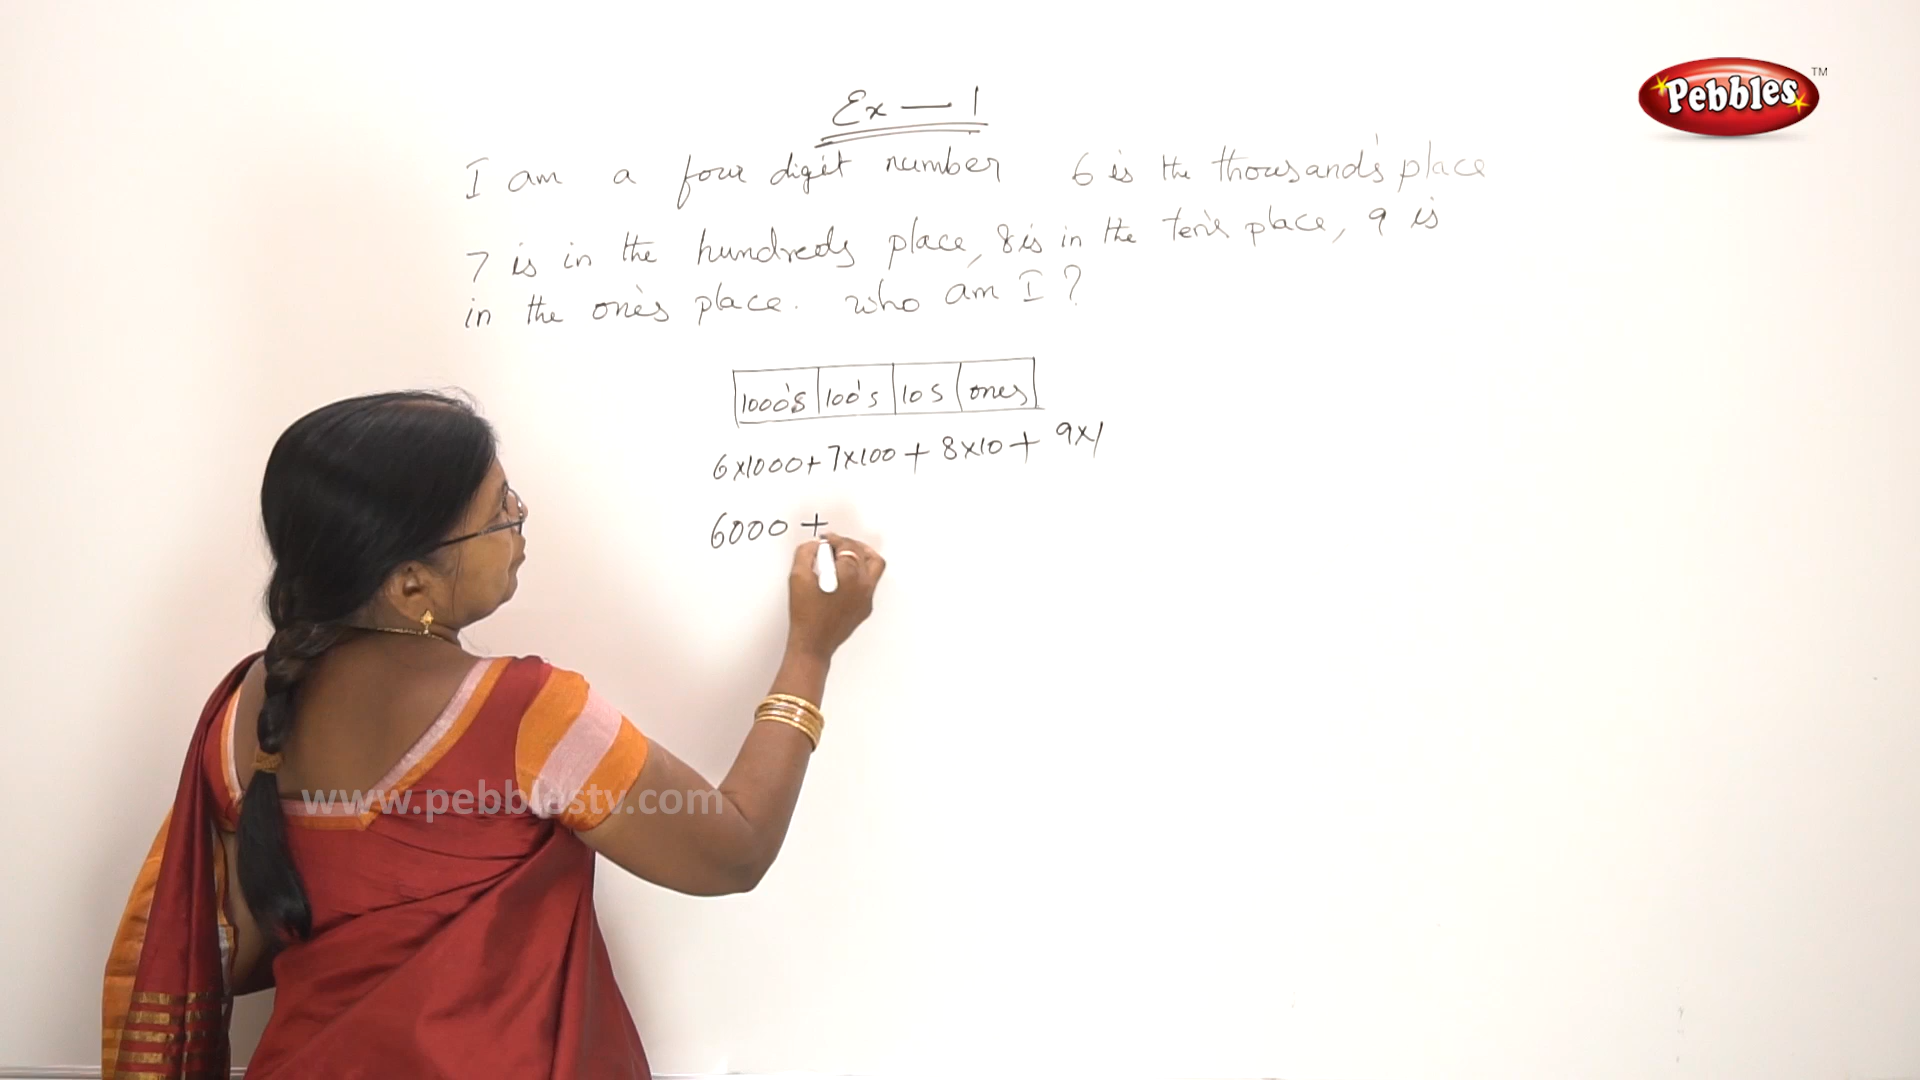 Pebbles TM
Ex — 1
I am a four digit number 6 is the thousand's place
7 is in the hundreds place, 8 is in the ten's place, 9 is
in the one's place. who am I?
1000's 100's 10s ones
6x1000+7x100 + 8x10 + 9x1
6000 +
www.pebblestv.com